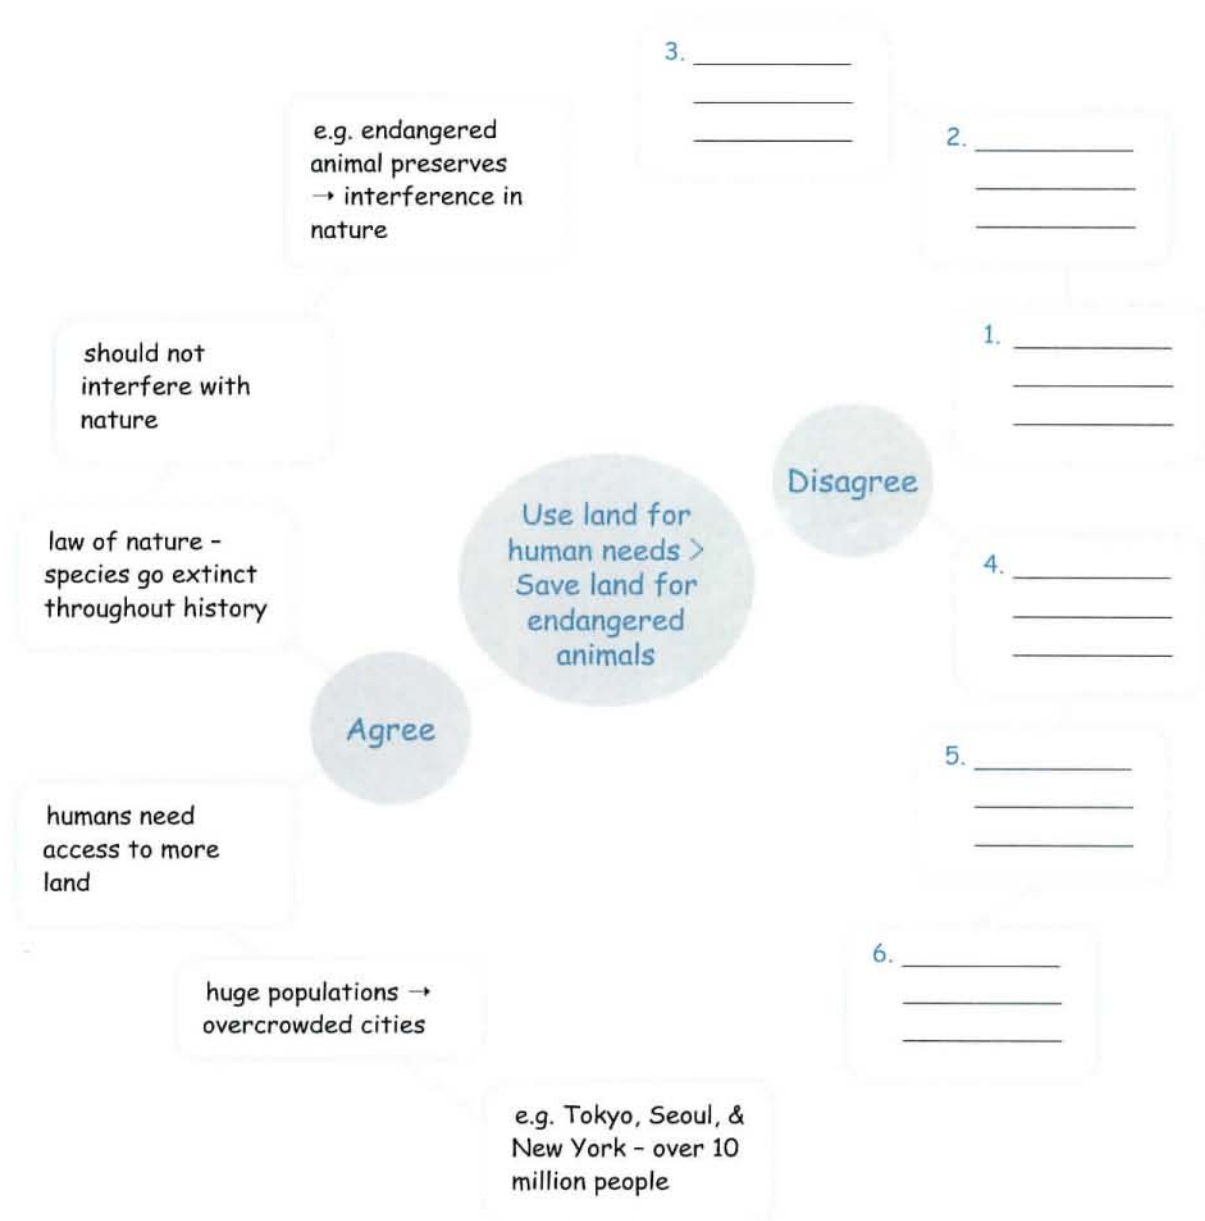 3.
2.
1.
e.g. endangered
animal preserves
→ interference in
nature
should not
interfere with
nature
law of nature -
species go extinct
throughout history
Agree
Use land for
human needs >
Save land for
endangered
animals
Disagree
4.
5.
6.
humans need
access to more
land
huge populations →
overcrowded cities
e.g. Tokyo, Seoul, &
New York - over 10
million people